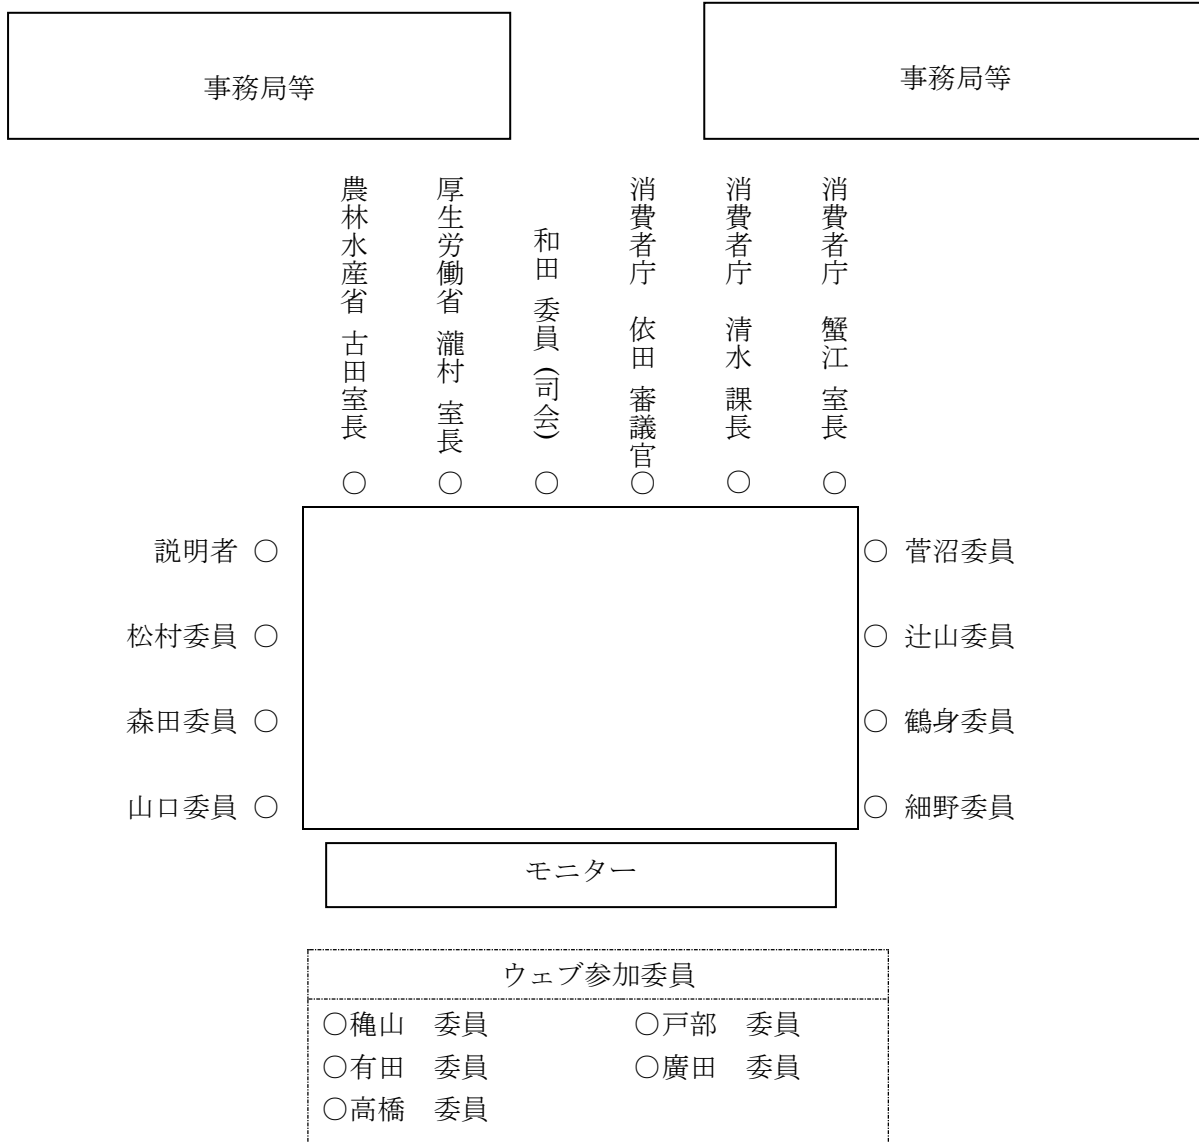 事務局等
事務局等
農林水産省 古田室長 ○
厚生労働省 瀧村 室長 ○
和田 委員(司会) ○
消費者庁 依田 審議官 ○
消費者庁 清水 課長 ○
消費者庁 蟹江 室長 ○
説明者 ○
松村委員 ○
森田委員 ○
山口委員 ○
○ 菅沼委員
○ 辻山委員
○ 鶴身委員
○ 細野委員
モニター
ウェブ参加委員
○穐山 委員
○有田 委員
○高橋 委員
○戸部 委員
○廣田 委員